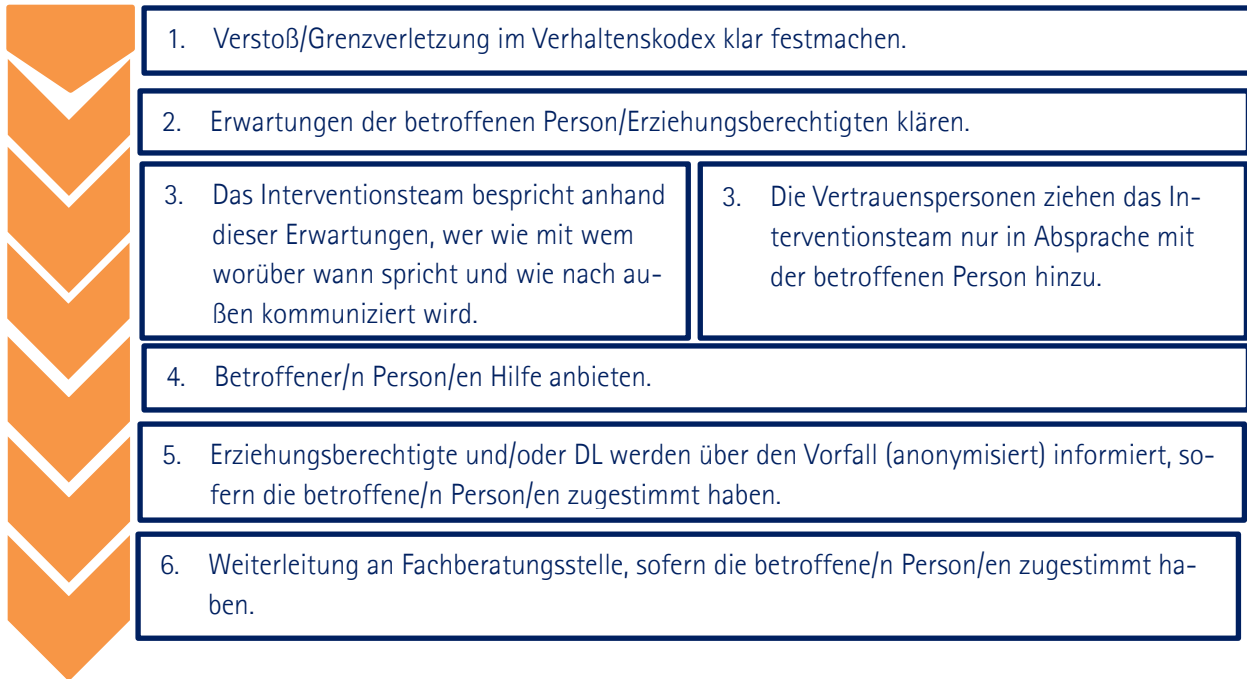 1. Verstoß/Grenzverletzung im Verhaltenskodex klar festmachen.
2. Erwartungen der betroffenen Person/Erziehungsberechtigten klären.
3. Das Interventionsteam bespricht anhand
dieser Erwartungen, wer wie mit wem
worüber wann spricht und wie nach au-
ßen kommuniziert wird.
3. Die Vertrauenspersonen ziehen das In-
terventionsteam nur in Absprache mit
der betroffenen Person hinzu.
4. Betroffener/n Person/en Hilfe anbieten.
5. Erziehungsberechtigte und/oder DL werden über den Vorfall (anonymisiert) informiert, so-
fern die betroffene/n Person/en zugestimmt haben.
6. Weiterleitung an Fachberatungsstelle, sofern die betroffene/n Person/en zugestimmt ha-
ben.